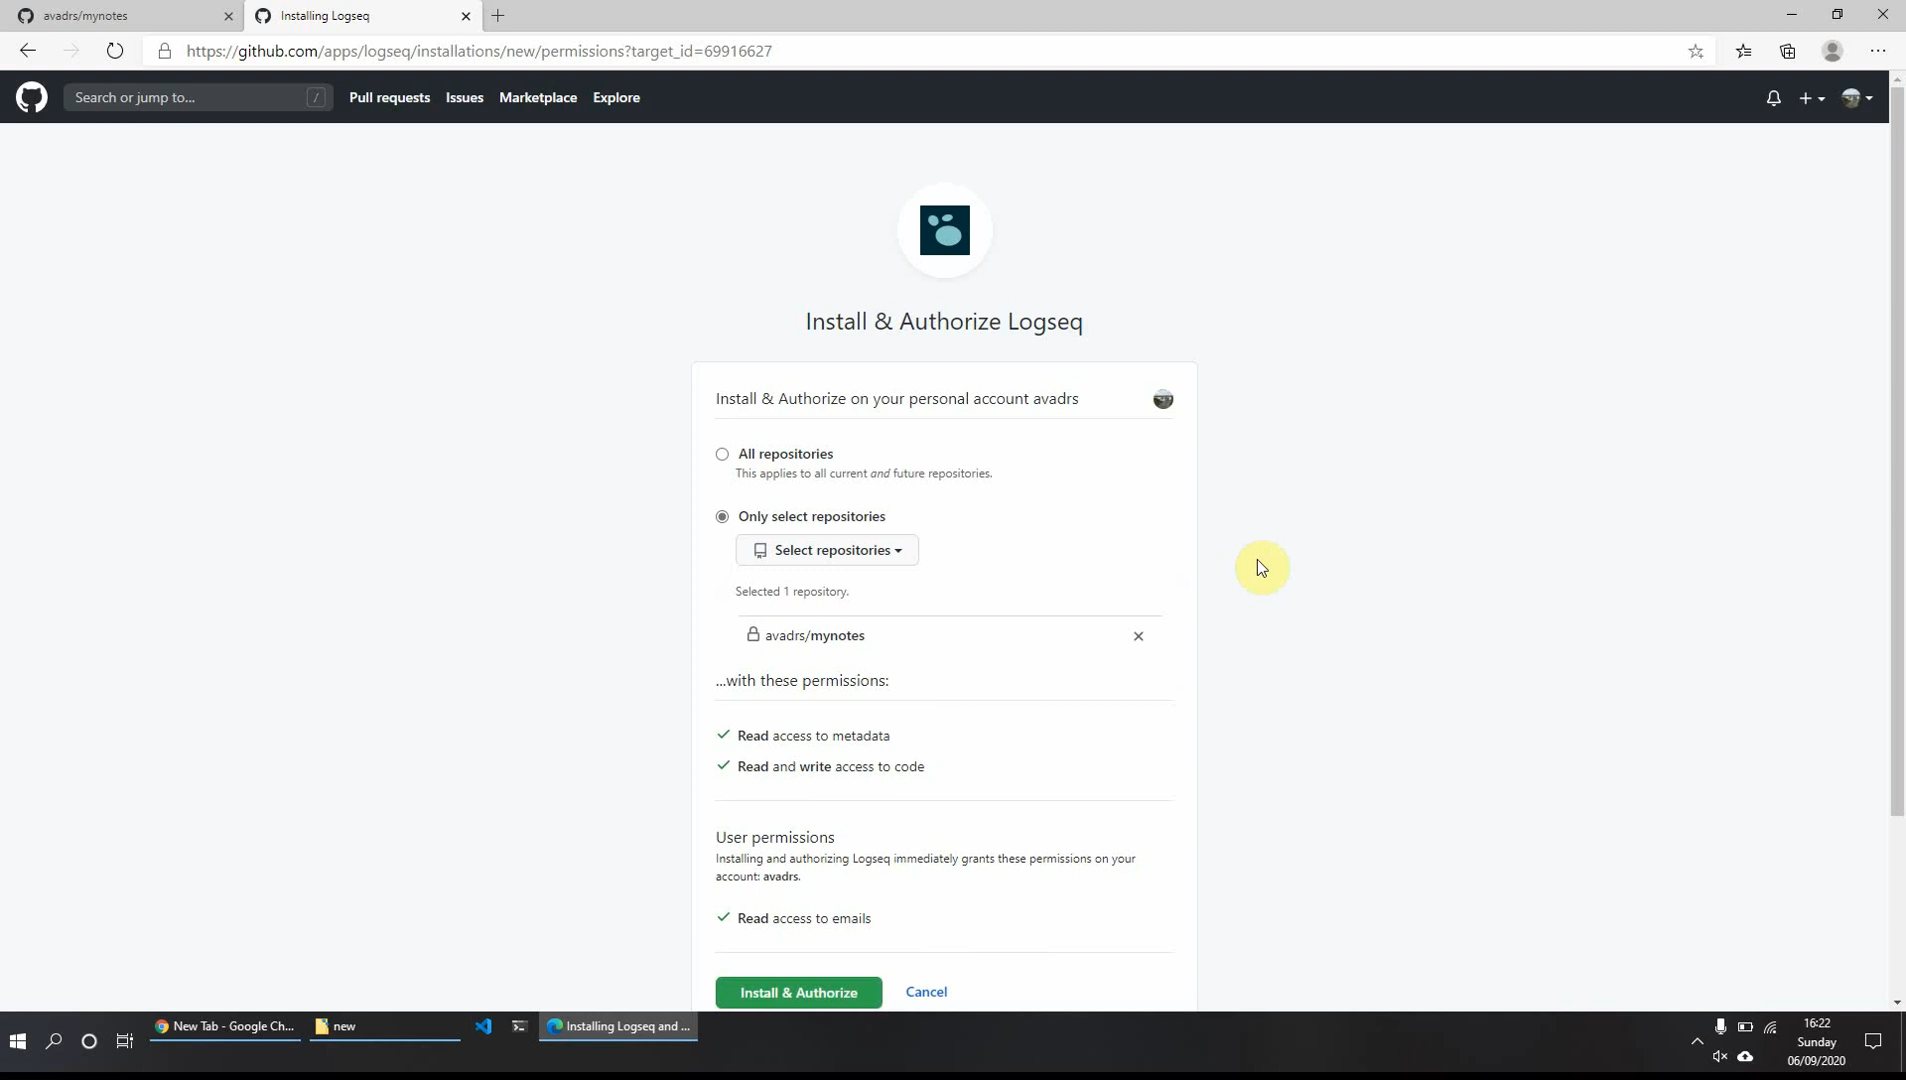 avadrs/mynotes
Installing Logseq
https://github.com/apps/logseq/installations/new/permissions?target_id=69916627
Search or jump to...
/
Pull requests
Issues
Marketplace
Explore
Install & Authorize Logseq
Install & Authorize on your personal account avadrs
All repositories
This applies to all current and future repositories.
Only select repositories
Select repositories
Selected 1 repository.
avadrs/mynotes
...with these permissions:
Read access to metadata
Read and write access to code
User permissions
Installing and authorizing Logseq immediately grants these permissions on your
account: avadrs.
Read access to emails
Install & Authorize
Cancel
New Tab - Google Ch...
new
Installing Logseq and ...
16:22
Sunday
06/09/2020